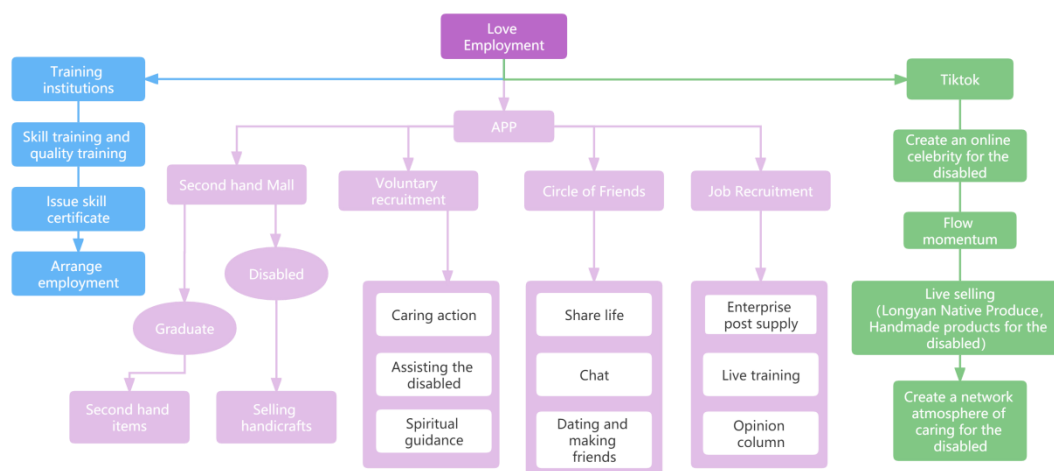 Love
Employment
Training
institutions
Tiktok
APP
Skill training and
quality training
Create an online
celebrity for the
disabled
Second hand Mall
Voluntary
recruitment
Circle of Friends
Job Recruitment
Issue skill
certificate
Flow
momentum
Arrange
employment
Disabled
Graduate
Caring action
Share life
Enterprise
post supply
Live selling
(Longyan Native Produce,
Handmade products for the
disabled)
Assisting the
disabled
Chat
Live training
Second hand
items
Selling
handicrafts
Spiritual
guidance
Dating and
making
friends
Opinion
column
Create a network
atmosphere of
caring for the
disabled